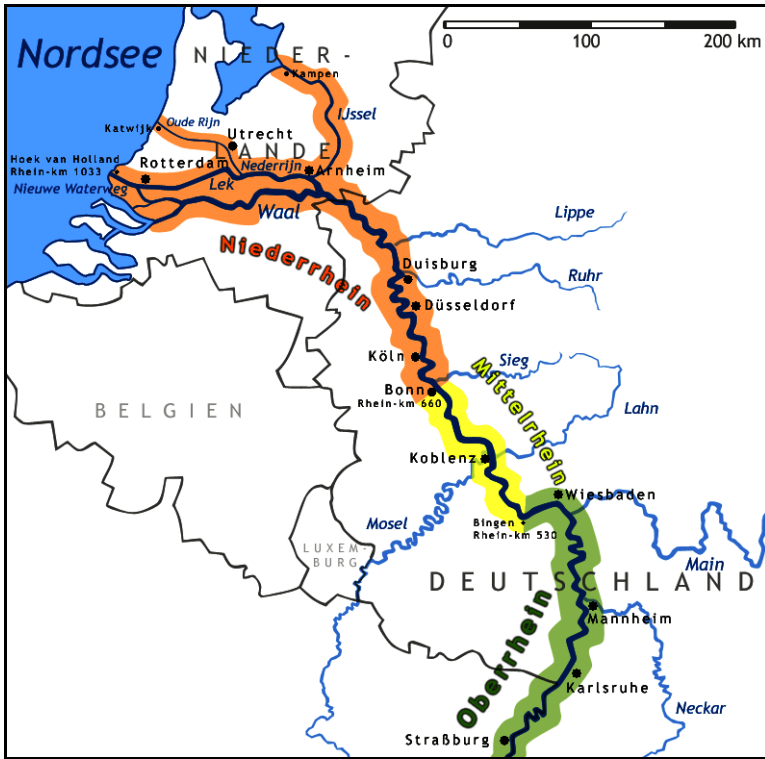 0 100 200 km
Nordsee
NIEDER-
LANDE
Kampen
IJssel
Katwijk
Oude Rijn
Utrecht
Hoek van Holland
Rhein-km 1033
Rotterdam
Nederrijn
Arnheim
Nieuwe Waterweg
Lek
Waal
Lippe
Niederrhein
Duisburg
Ruhr
Düsseldorf
Köln
Sieg
Mittelrhein
Bonn
Rhein-km 660
BELGIEN
Lahn
Koblenz
Wiesbaden
Mosel
Bingen
Rhein-km 530
LUXEM-
BURG
Main
DEUTSCHLAND
Oberrhein
Mannheim
Karlsruhe
Neckar
Straßburg